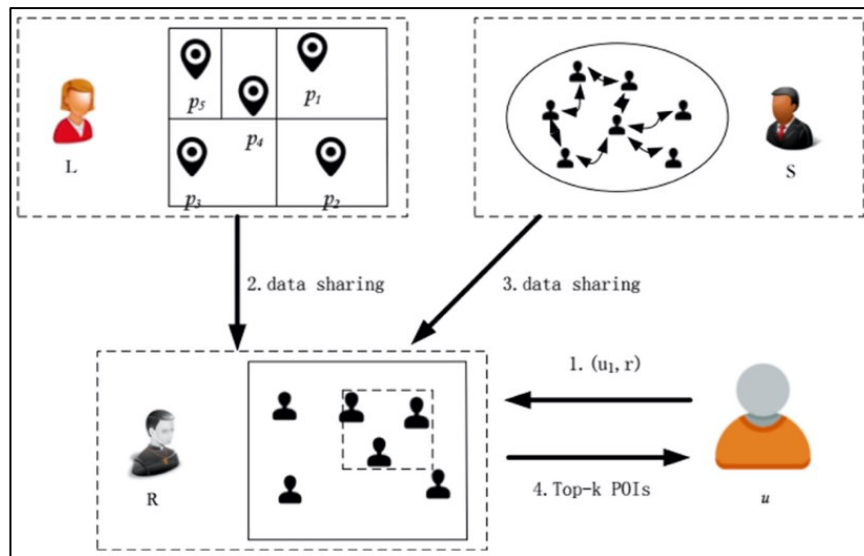 p₅
p₁
p₄
L
p₃
p₂
S
2.data sharing
3.data sharing
1.(u₁,r)
R
4.Top-k POIs
u